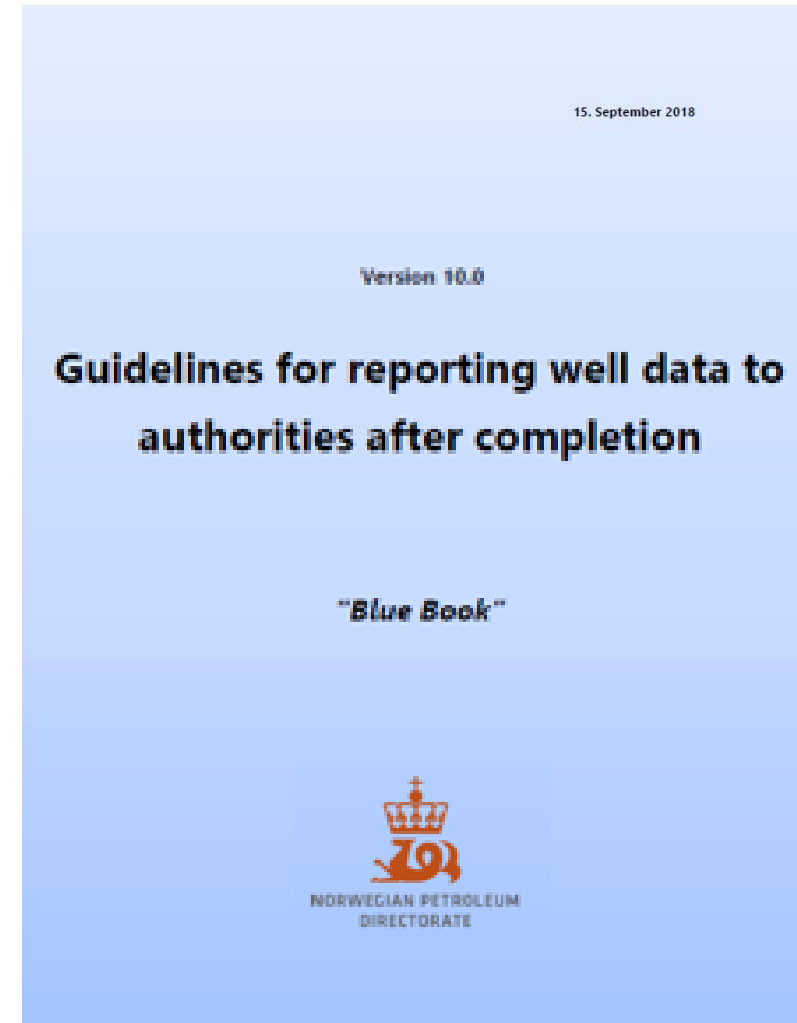 15. September 2018
Version 10.0
Guidelines for reporting well data to
authorities after completion
"Blue Book"
NORWEGIAN PETROLEUM
DIRECTORATE